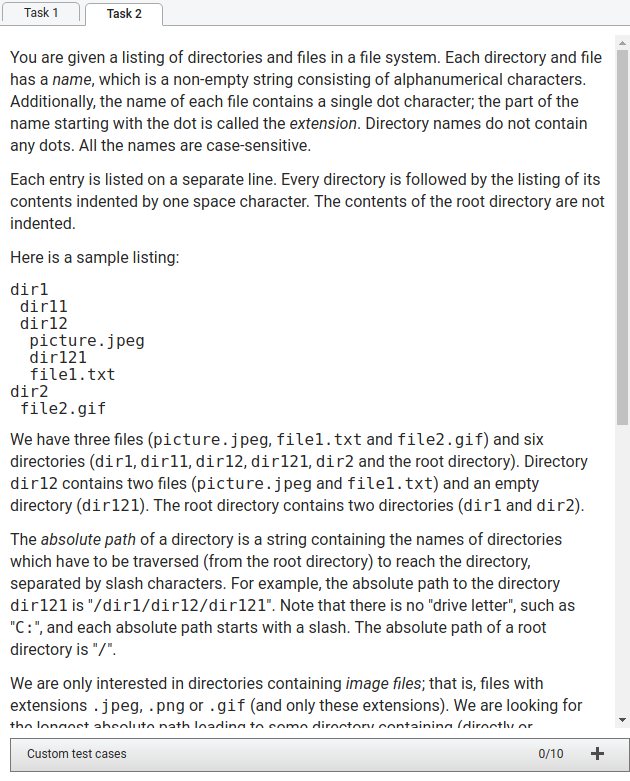 Task 1
Task 2
You are given a listing of directories and files in a file system. Each directory and file
has a name, which is a non-empty string consisting of alphanumerical characters.
Additionally, the name of each file contains a single dot character; the part of the
name starting with the dot is called the extension. Directory names do not contain
any dots. All the names are case-sensitive.
Each entry is listed on a separate line. Every directory is followed by the listing of its
contents indented by one space character. The contents of the root directory are not
indented.
Here is a sample listing:
dir1
 dir11
 dir12
  picture.jpeg
  dir121
  file1.txt
dir2
 file2.gif
We have three files (picture.jpeg, file1.txt and file2.gif) and six
directories (dir1, dir11, dir12, dir121, dir2 and the root directory). Directory
dir12 contains two files (picture.jpeg and file1.txt) and an empty
directory (dir121). The root directory contains two directories (dir1 and dir2).
The absolute path of a directory is a string containing the names of directories
which have to be traversed (from the root directory) to reach the directory,
separated by slash characters. For example, the absolute path to the directory
dir121 is "/dir1/dir12/dir121". Note that there is no "drive letter", such as
"C:", and each absolute path starts with a slash. The absolute path of a root
directory is "/".
We are only interested in directories containing image files; that is, files with
extensions .jpeg, .png or .gif (and only these extensions). We are looking for
the longest absolute path leading to some directory containing (directly or
Custom test cases
0/10
+